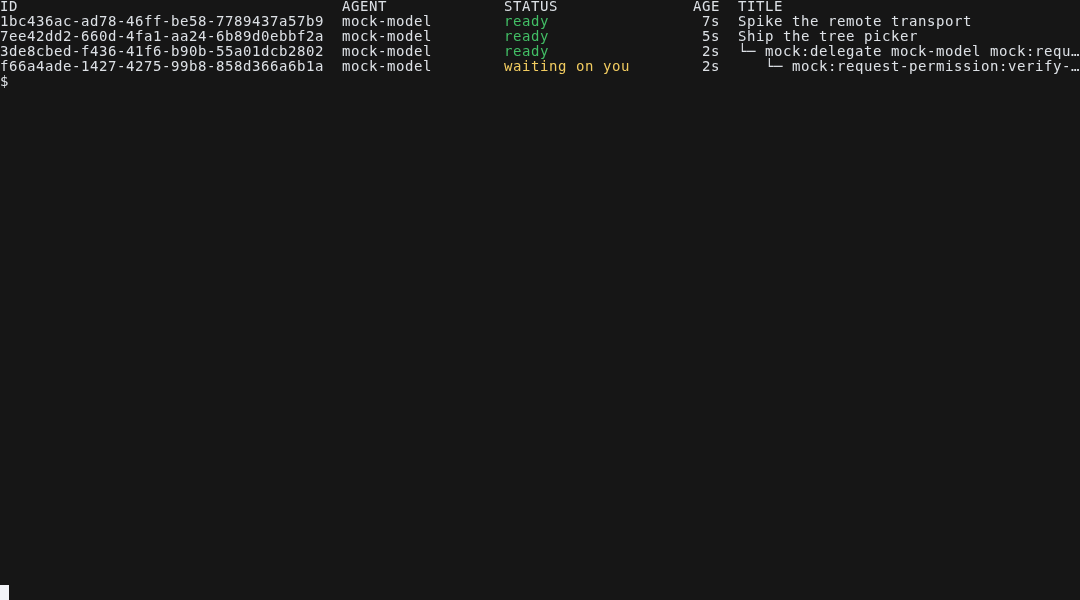 ID  AGENT  STATUS  AGE  TITLE
1bc436ac-ad78-46ff-be58-7789437a57b9  mock-model  ready  7s  Spike the remote transport
7ee42dd2-660d-4fa1-aa24-6b89d0ebbf2a  mock-model  ready  5s  Ship the tree picker
3de8cbed-f436-41f6-b90b-55a01dcb2802  mock-model  ready  2s  └─ mock:delegate mock-model mock:requ…
f66a4ade-1427-4275-99b8-858d366a6b1a  mock-model  waiting on you  2s  └─ mock:request-permission:verify-…
$